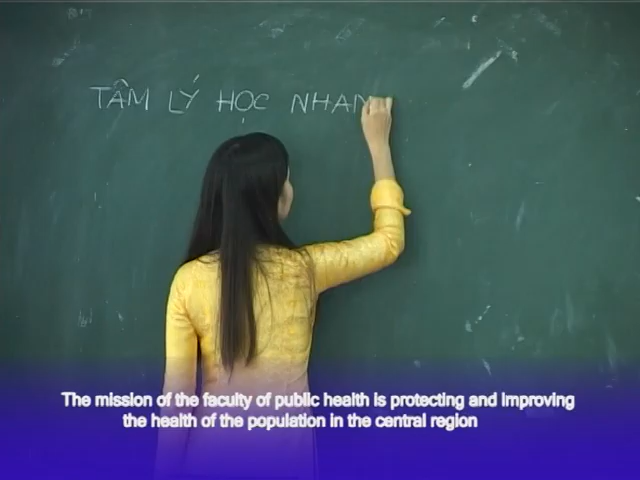 TÂM LÝ HỌC NHAN
The mission of the faculty of public health is protecting and improving
the health of the population in the central region